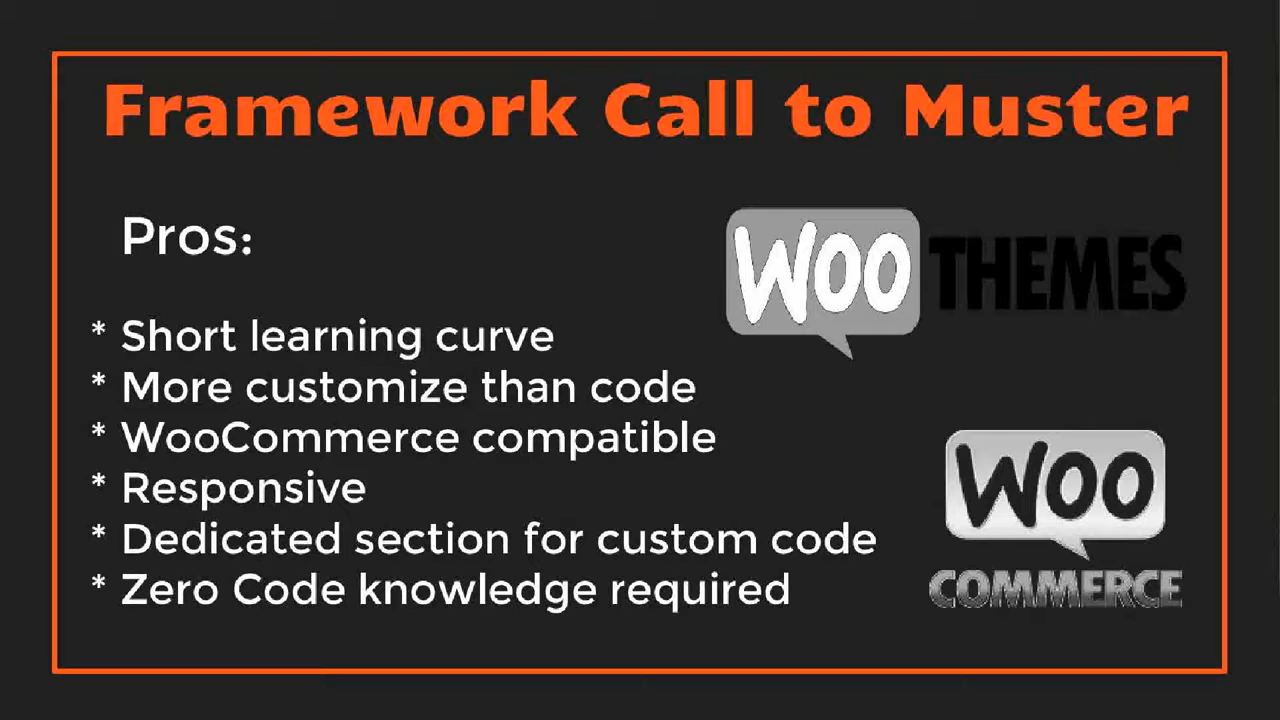 Framework Call to Muster
Pros:
WOO THEMES
* Short learning curve
* More customize than code
* WooCommerce compatible
* Responsive
* Dedicated section for custom code
* Zero Code knowledge required
WOO
COMMERCE